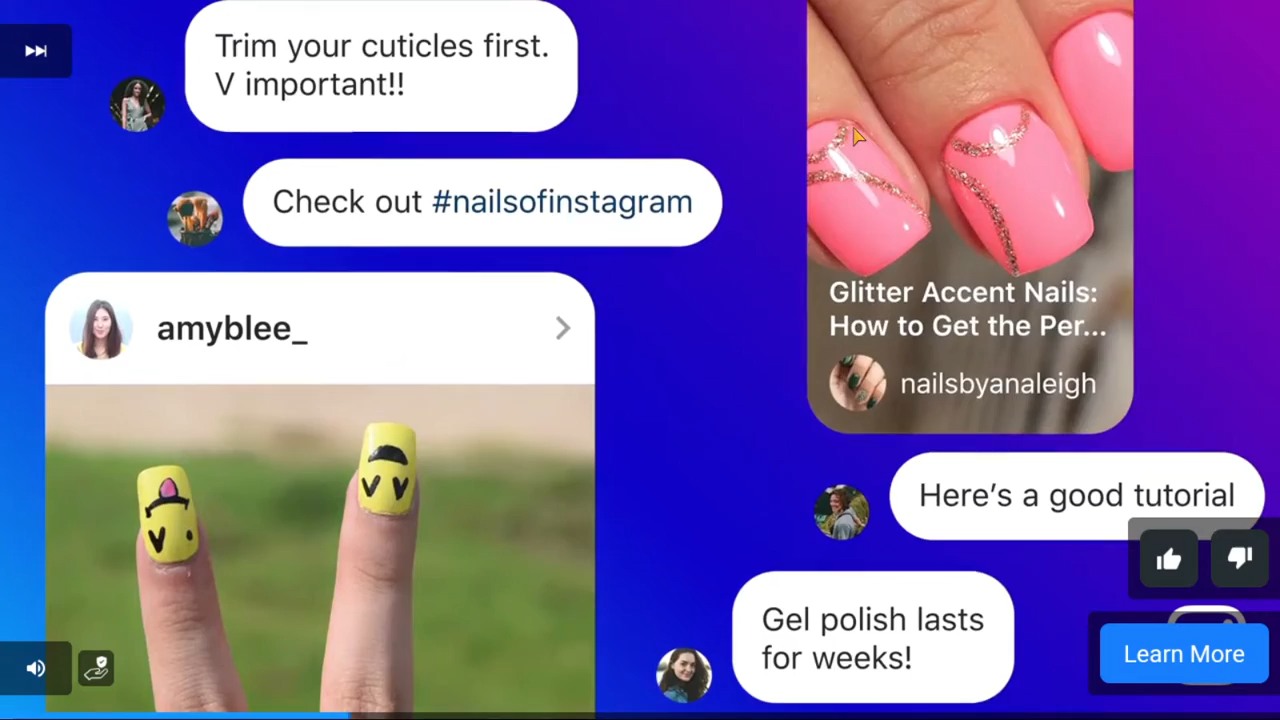 Trim your cuticles first.
V important!!
Check out #nailsofinstagram
amyblee_
Glitter Accent Nails:
How to Get the Per...
nailsbyanaleigh
Here’s a good tutorial
Gel polish lasts
for weeks!
Learn More